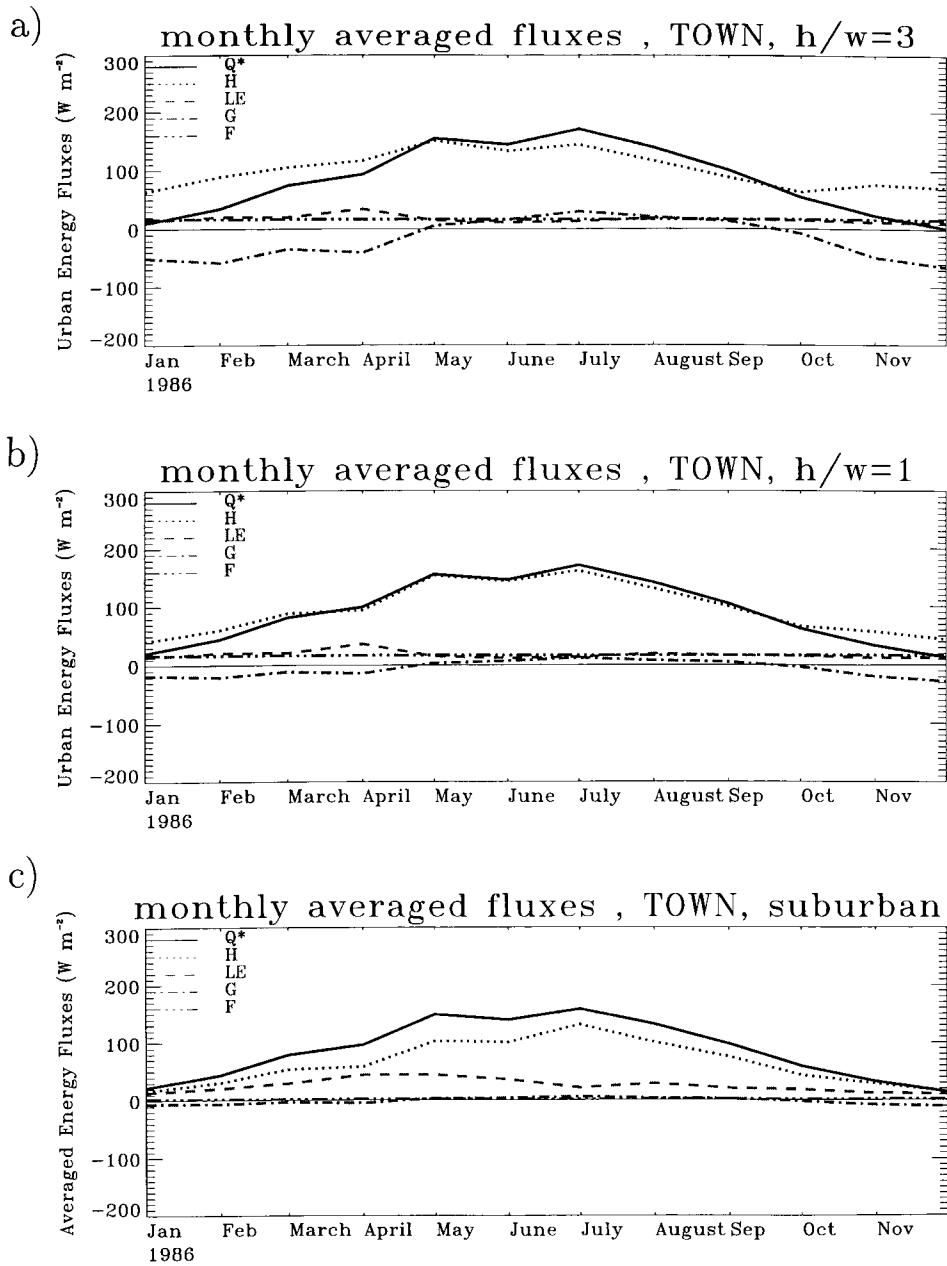 a)
monthly averaged fluxes , TOWN, h/w=3
Urban Energy Fluxes (W m⁻²)
300
200
100
0
−100
−200
Q*
H
LE
G
F
Jan Feb March April May June July August Sep Oct Nov
1986
b)
monthly averaged fluxes , TOWN, h/w=1
Urban Energy Fluxes (W m⁻²)
300
200
100
0
−100
−200
Q*
H
LE
G
F
Jan Feb March April May June July August Sep Oct Nov
1986
c)
monthly averaged fluxes , TOWN, suburban
Averaged Energy Fluxes (W m⁻²)
300
200
100
0
−100
−200
Q*
H
LE
G
F
Jan Feb March April May June July August Sep Oct Nov
1986